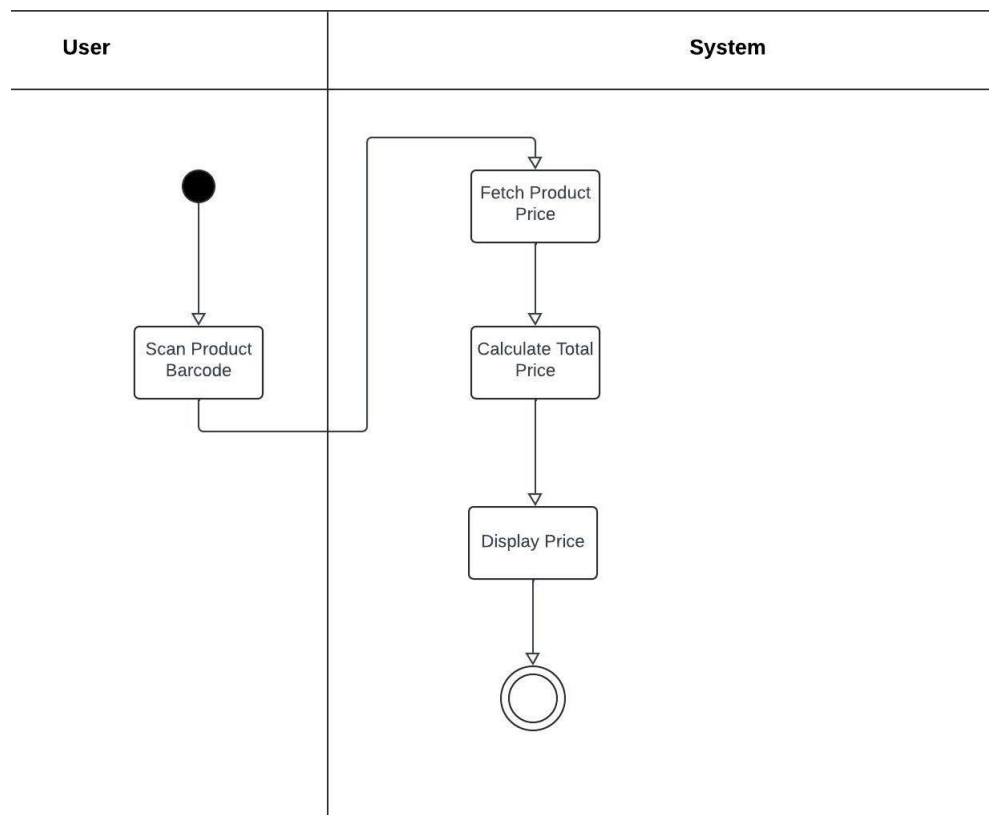 User
System
Fetch Product
Price
Scan Product
Barcode
Calculate Total
Price
Display Price